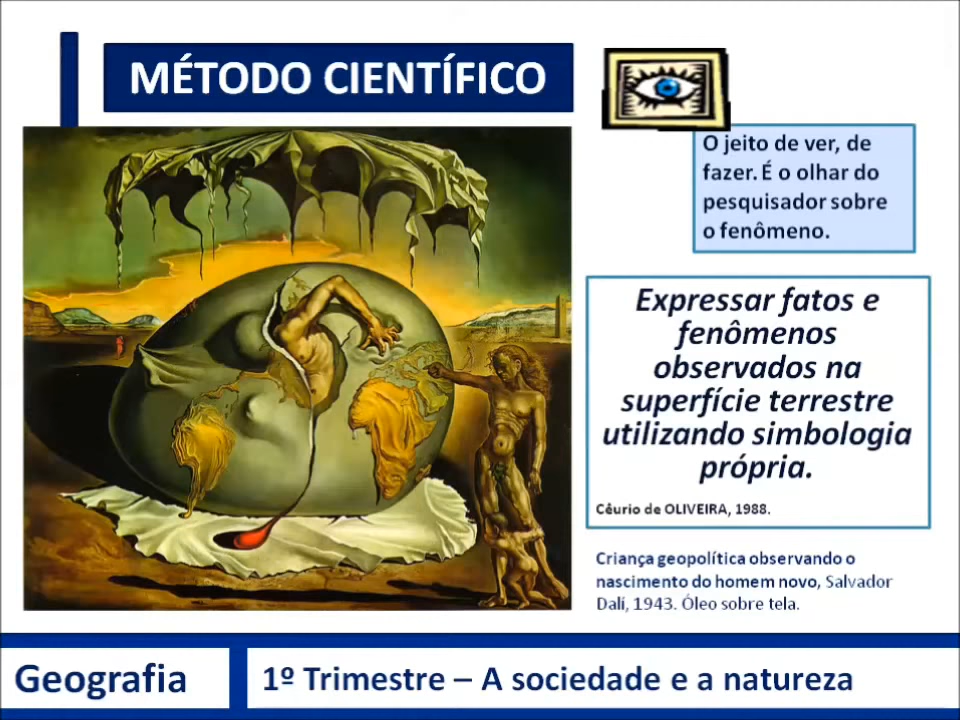 MÉTODO CIENTÍFICO
O jeito de ver, de
fazer. É o olhar do
pesquisador sobre
o fenômeno.
Expressar fatos e
fenômenos
observados na
superfície terrestre
utilizando simbologia
própria.
Cêurio de OLIVEIRA, 1988.
Criança geopolítica observando o
nascimento do homem novo, Salvador
Dalí, 1943. Óleo sobre tela.
Geografia
1º Trimestre – A sociedade e a natureza